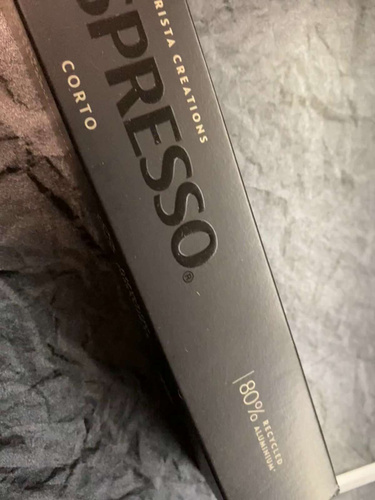 RISTA CREATIONS
SPRESSO®
CORTO
80%
RECYCLED
ALUMINIUM*